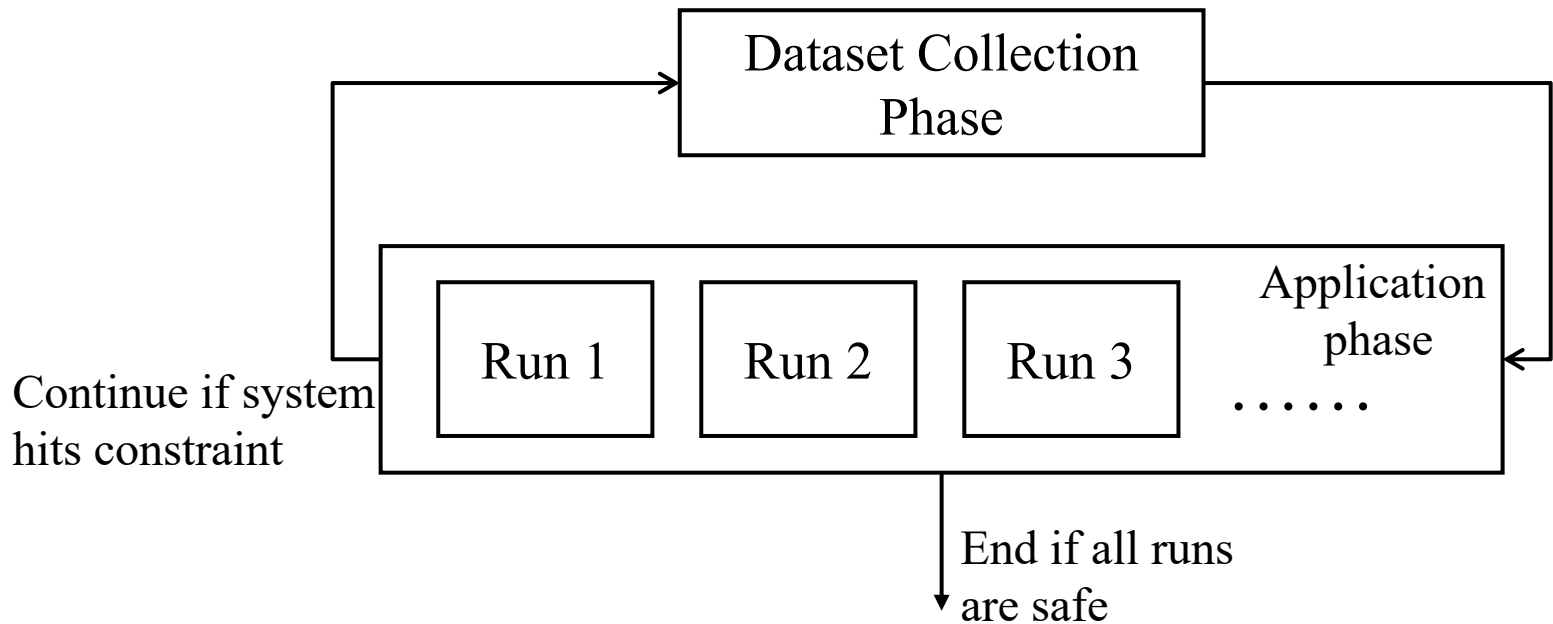 Dataset Collection
Phase
Application
phase
Run 1
Run 2
Run 3
......
Continue if system
hits constraint
End if all runs
are safe